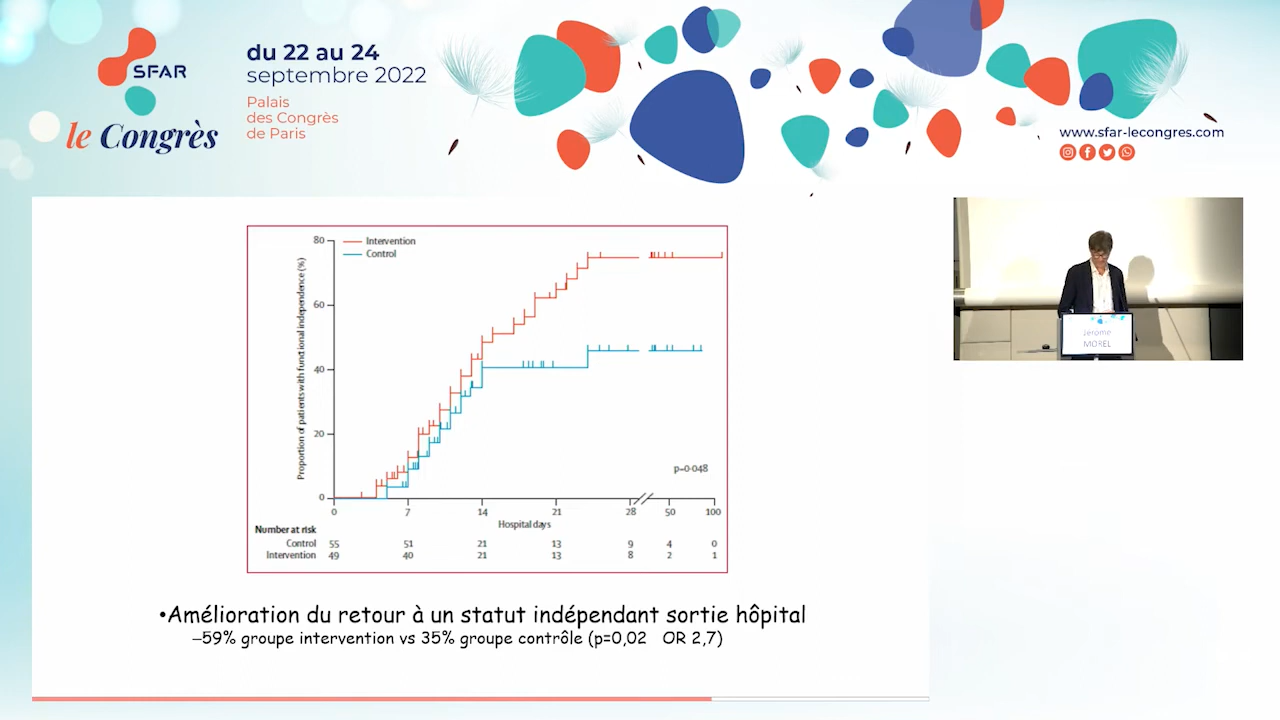 SFAR
le Congrès
du 22 au 24
septembre 2022
Palais
des Congrès
de Paris
www.sfar-lecongres.com
80
60
40
20
0
Proportion of patients with functional independence (%)
Intervention
Control
p=0·048
0 7 14 21 28 50 100
Hospital days
Number at risk
Control 55 51 21 13 9 4 0
Intervention 49 40 21 13 8 2 1
•Amélioration du retour à un statut indépendant sortie hôpital
–59% groupe intervention vs 35% groupe contrôle (p=0,02 OR 2,7)
Jérôme
MOREL